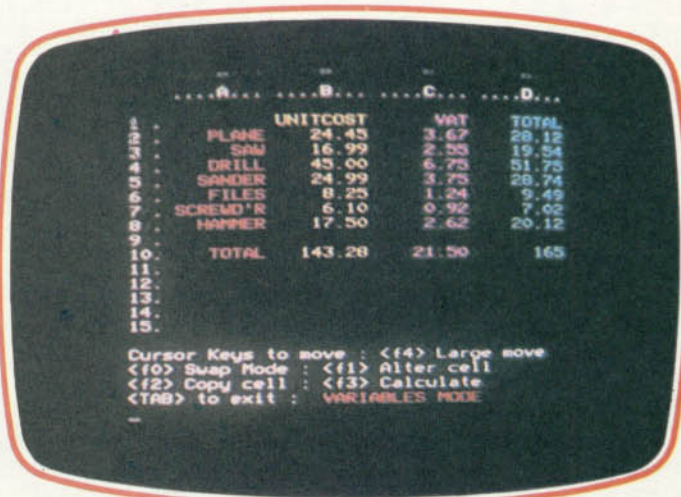 ....A... ....B... ....C... ....D...
1 . UNITCOST VAT TOTAL
2 . PLANE 24.45 3.67 28.12
3 . SAW 16.99 2.55 19.54
4 . DRILL 45.00 6.75 51.75
5 . SANDER 24.99 3.75 28.74
6 . FILES 8.25 1.24 9.49
7 . SCREWD'R 6.10 0.92 7.02
8 . HAMMER 17.50 2.62 20.12
9 .
10. TOTAL 143.28 21.50 165
11.
12.
13.
14.
15.
Cursor Keys to move : <f4> Large move
<f0> Swap Mode : <f1> Alter cell
<f2> Copy cell : <f3> Calculate
<TAB> to exit : VARIABLES MODE